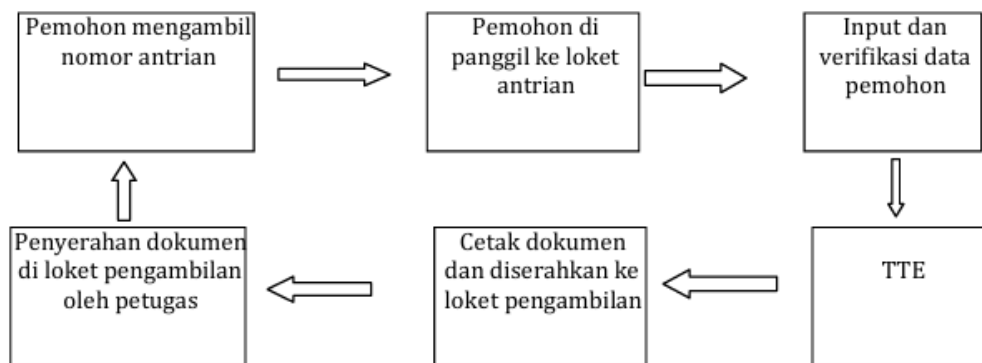 Pemohon mengambil
nomor antrian
Pemohon di
panggil ke loket
antrian
Input dan
verifikasi data
pemohon
TTE
Cetak dokumen
dan diserahkan ke
loket pengambilan
Penyerahan dokumen
di loket pengambilan
oleh petugas